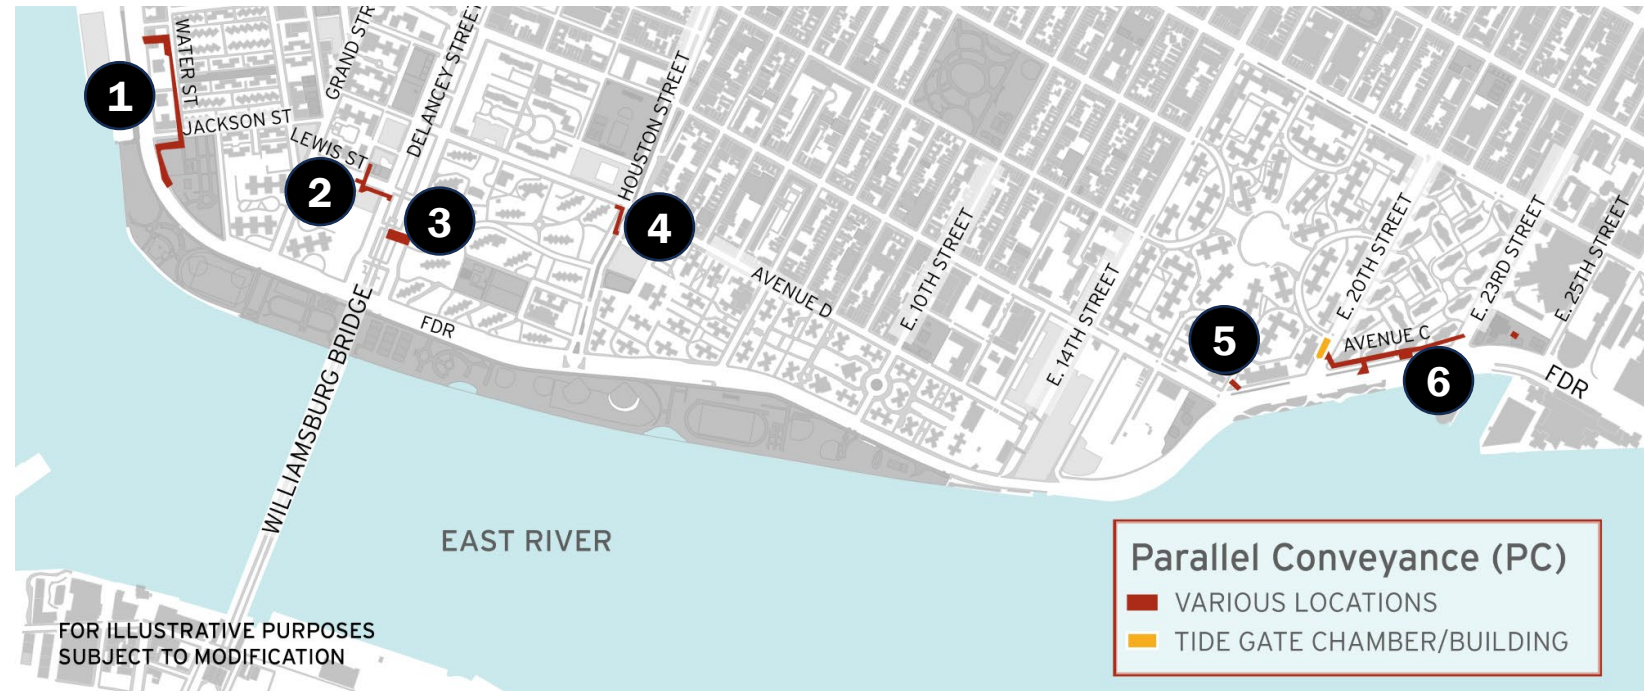 WATER ST
GRAND STR
DELANCEY STREET
HOUSTON STREET
1
JACKSON ST
LEWIS ST
2
3
4
AVENUE D
E. 10TH STREET
E. 14TH STREET
E. 20TH STREET
E. 23RD STREET
E. 25TH STREET
5
AVENUE C
6
FDR
FDR
WILLIAMSBURG BRIDGE
EAST RIVER
Parallel Conveyance (PC)
VARIOUS LOCATIONS
TIDE GATE CHAMBER/BUILDING
FOR ILLUSTRATIVE PURPOSES
SUBJECT TO MODIFICATION